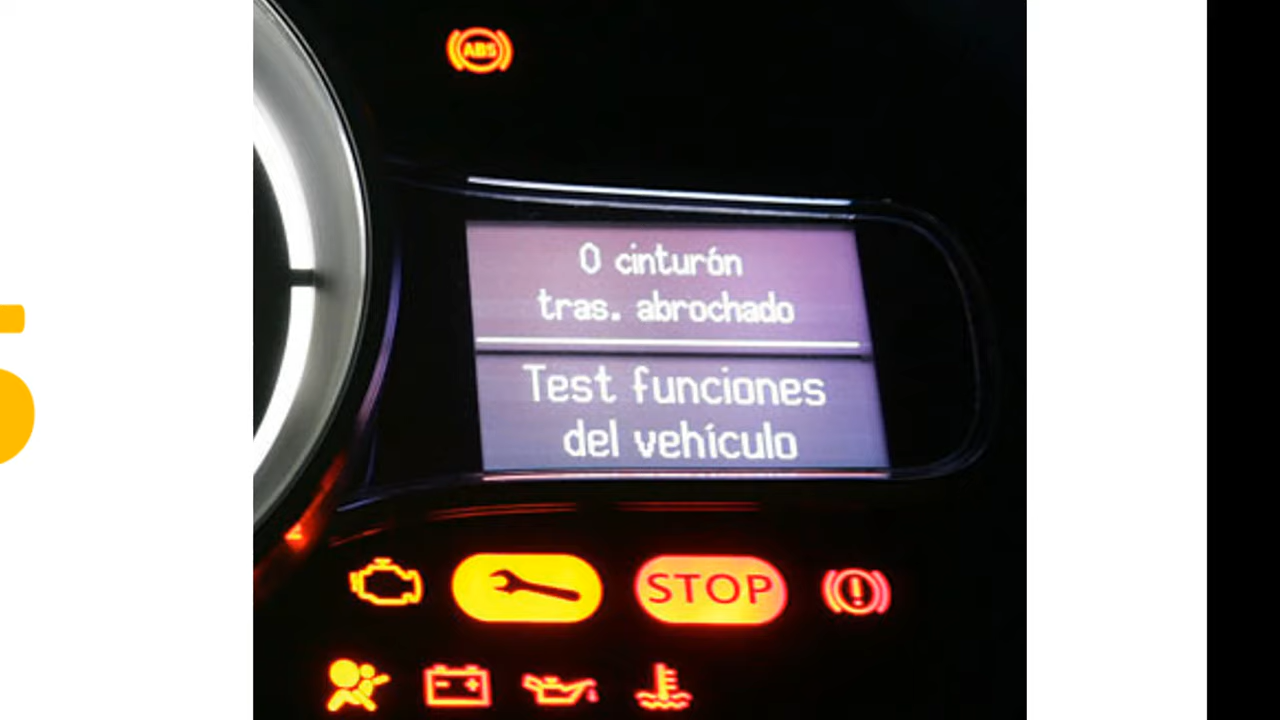 ABS
0 cinturón
tras. abrochado
Test funciones
del vehículo
STOP